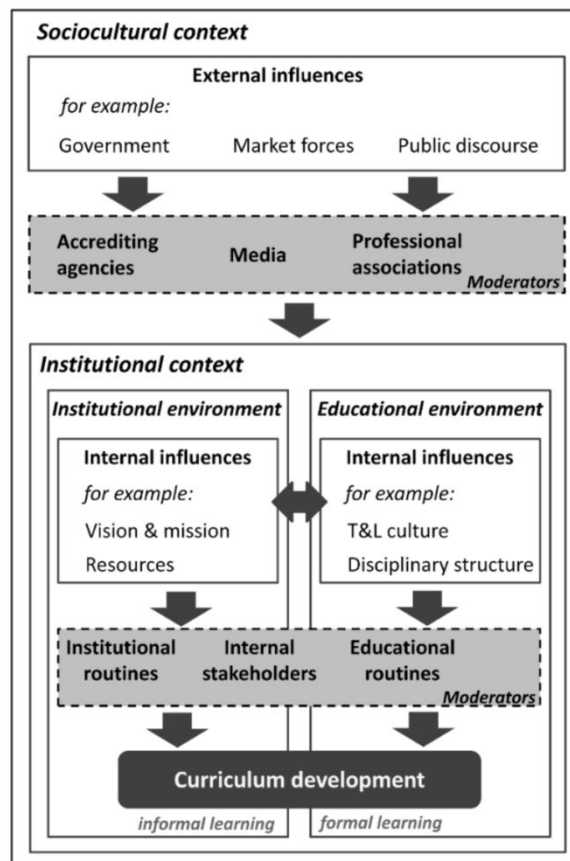 Sociocultural context
External influences
for example:
Government Market forces Public discourse
Accrediting agencies Media Professional associations
Moderators
Institutional context
Institutional environment Educational environment
Internal influences
for example:
Vision & mission
Resources
Internal influences
for example:
T&L culture
Disciplinary structure
Institutional routines Internal stakeholders Educational routines
Moderators
Curriculum development
informal learning formal learning